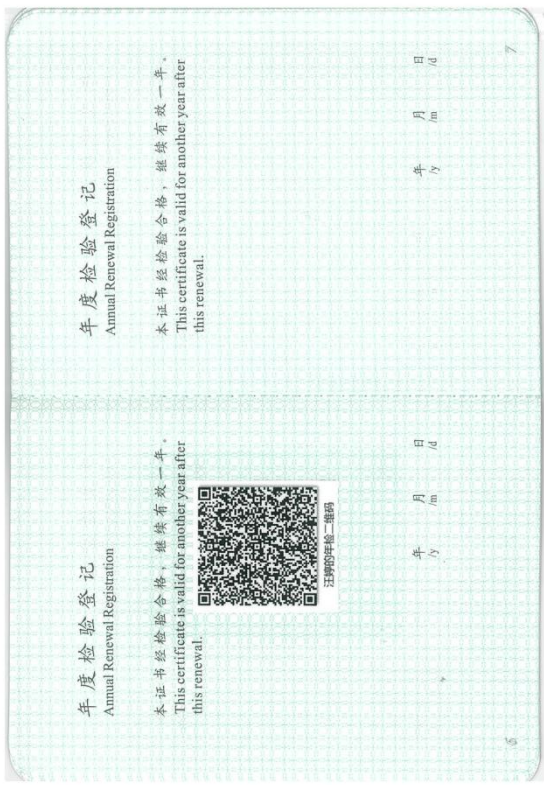 年度检验登记
Annual Renewal Registration
本证书经检验合格，继续有效一年。
This certificate is valid for another year after
this renewal.
汪婷的年检二维码
年 月 日
/y /m /d
6
年度检验登记
Annual Renewal Registration
本证书经检验合格，继续有效一年。
This certificate is valid for another year after
this renewal.
年 月 日
/y /m /d
7